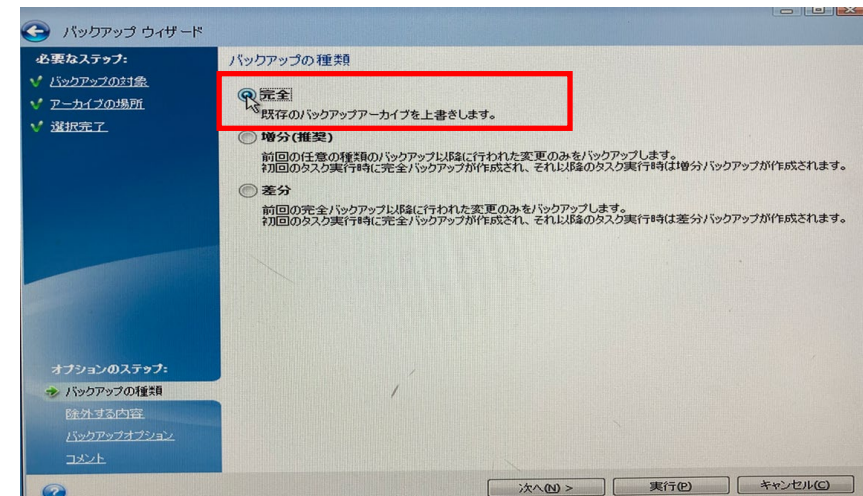 バックアップ ウィザード
必要なステップ:
バックアップの対象
アーカイブの場所
選択完了
バックアップの種類
完全
既存のバックアップアーカイブを上書きします。
増分(推奨)
前回の任意の種類のバックアップ以降に行われた変更のみをバックアップします。
初回のタスク実行時に完全バックアップが作成され、それ以降のタスク実行時は増分バックアップが作成されます。
差分
前回の完全バックアップ以降に行われた変更のみをバックアップします。
初回のタスク実行時に完全バックアップが作成され、それ以降のタスク実行時は差分バックアップが作成されます。
オプションのステップ:
バックアップの種類
除外する内容
バックアップオプション
コメント
次へ(N) >
実行(P)
キャンセル(C)